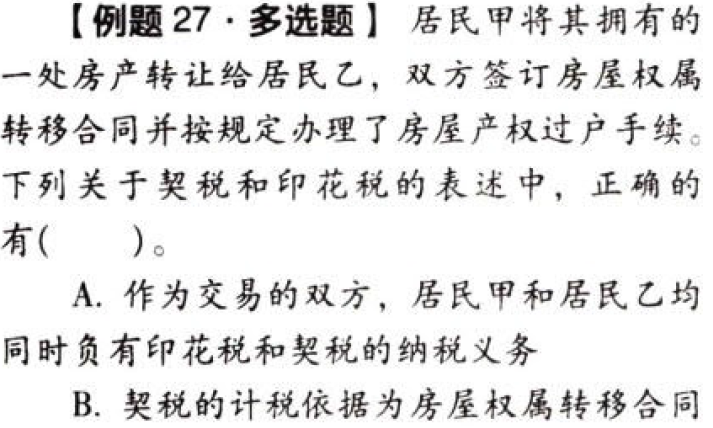 【例题 27·多选题】 居民甲将其拥有的
一处房产转让给居民乙，双方签订房屋权属
转移合同并按规定办理了房屋产权过户手续。
下列关于契税和印花税的表述中，正确的
有(　　)。
A. 作为交易的双方，居民甲和居民乙均
同时负有印花税和契税的纳税义务
B. 契税的计税依据为房屋权属转移合同